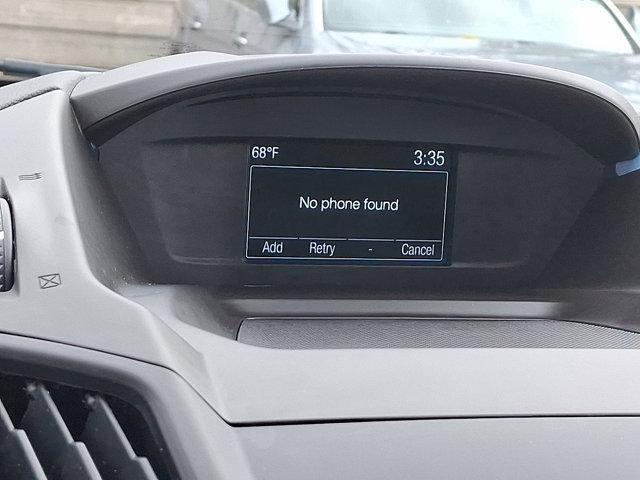 68°F 3:35
No phone found
Add Retry - Cancel